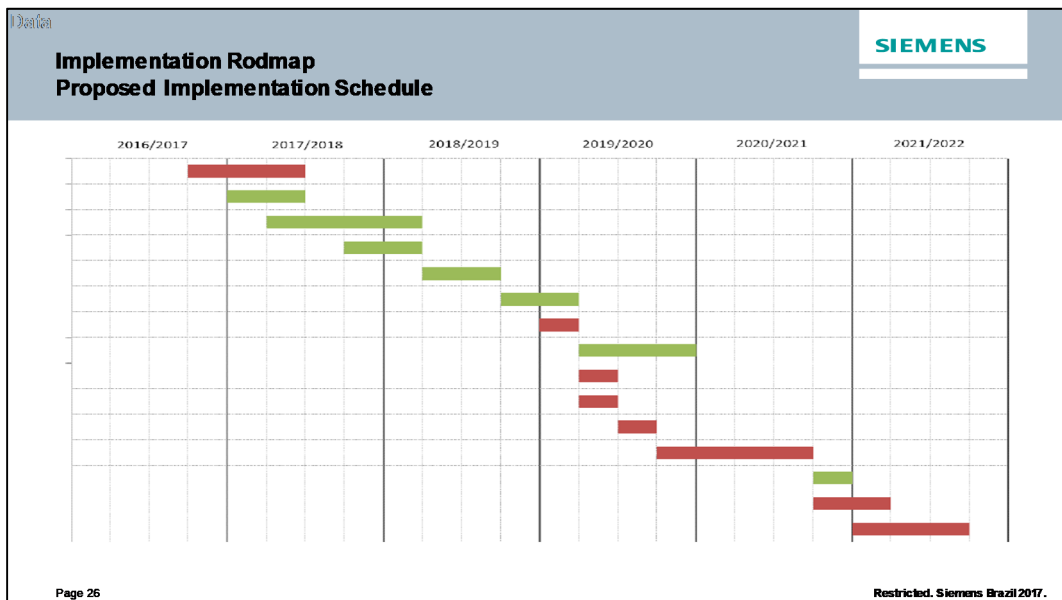 Data
SIEMENS
Implementation Rodmap
Proposed Implementation Schedule
2016/2017 2017/2018 2018/2019 2019/2020 2020/2021 2021/2022
Page 26 Restricted. Siemens Brazil 2017.